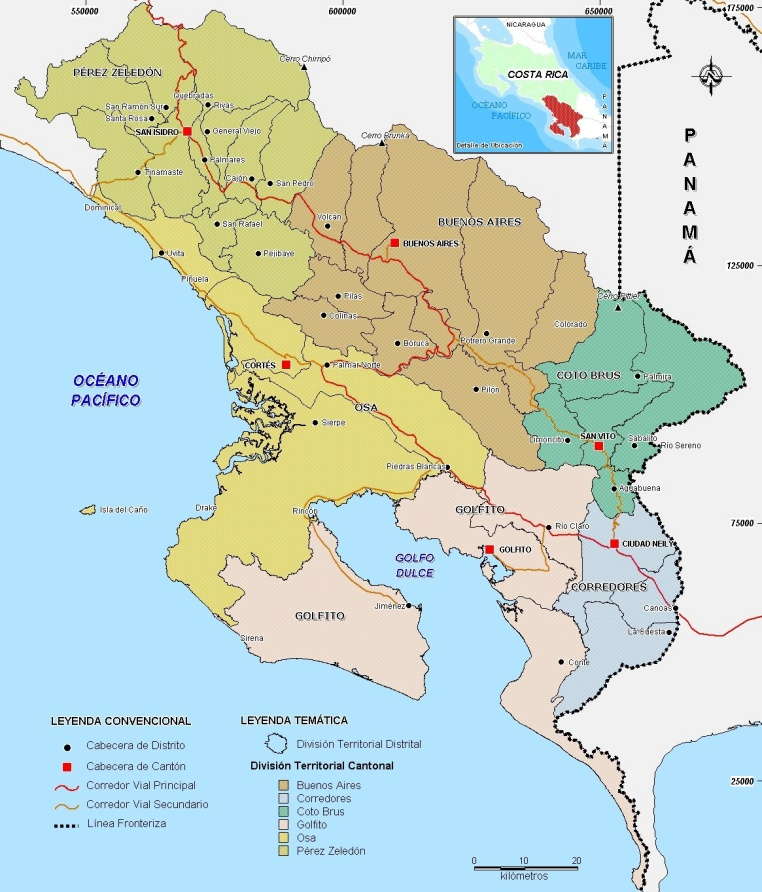 550000
600000
650000
175000
NICARAGUA
MAR
CARIBE
COSTA RICA
OCÉANO
PACÍFICO
PANAMÁ
Detalle de Ubicación
PANAMÁ
PÉREZ ZELEDÓN
Cerro Chirripó
Quebradas
San Ramón Sur
Rivas
Santa Rosa
SAN ISIDRO
General Viejo
Cerro Brunka
Palmares
Tinamaste
Cajón
San Pedro
Dominical
San Rafael
Volcan
BUENOS AIRES
BUENOS AIRES
Uvita
Pejibaye
125000
Piñuela
Pilas
Colinas
Cerro Pittier
Colorado
Potrero Grande
Boruca
CORTÉS
Palmar Norte
COTO BRUS
Palmira
OCÉANO
PACÍFICO
Pilón
OSA
Sierpe
Limoncito
SAN VITO
Sabalito
Río Sereno
Piedras Blancas
Aguabuena
Isla del Caño
Drake
Rincón
GOLFITO
Río Claro
75000
GOLFO
DULCE
GOLFITO
CIUDAD NEILY
CORREDORES
Jiménez
GOLFITO
Canoas
La Cuesta
Sirena
Conte
LEYENDA CONVENCIONAL
Cabecera de Distrito
Cabecera de Cantón
Corredor Vial Principal
Corredor Vial Secundario
Línea Fronteriza
LEYENDA TEMÁTICA
División Territorial Distrital
División Territorial Cantonal
Buenos Aires
Corredores
Coto Brus
Golfito
Osa
Pérez Zeledón
25000
0 10 20
kilómetros